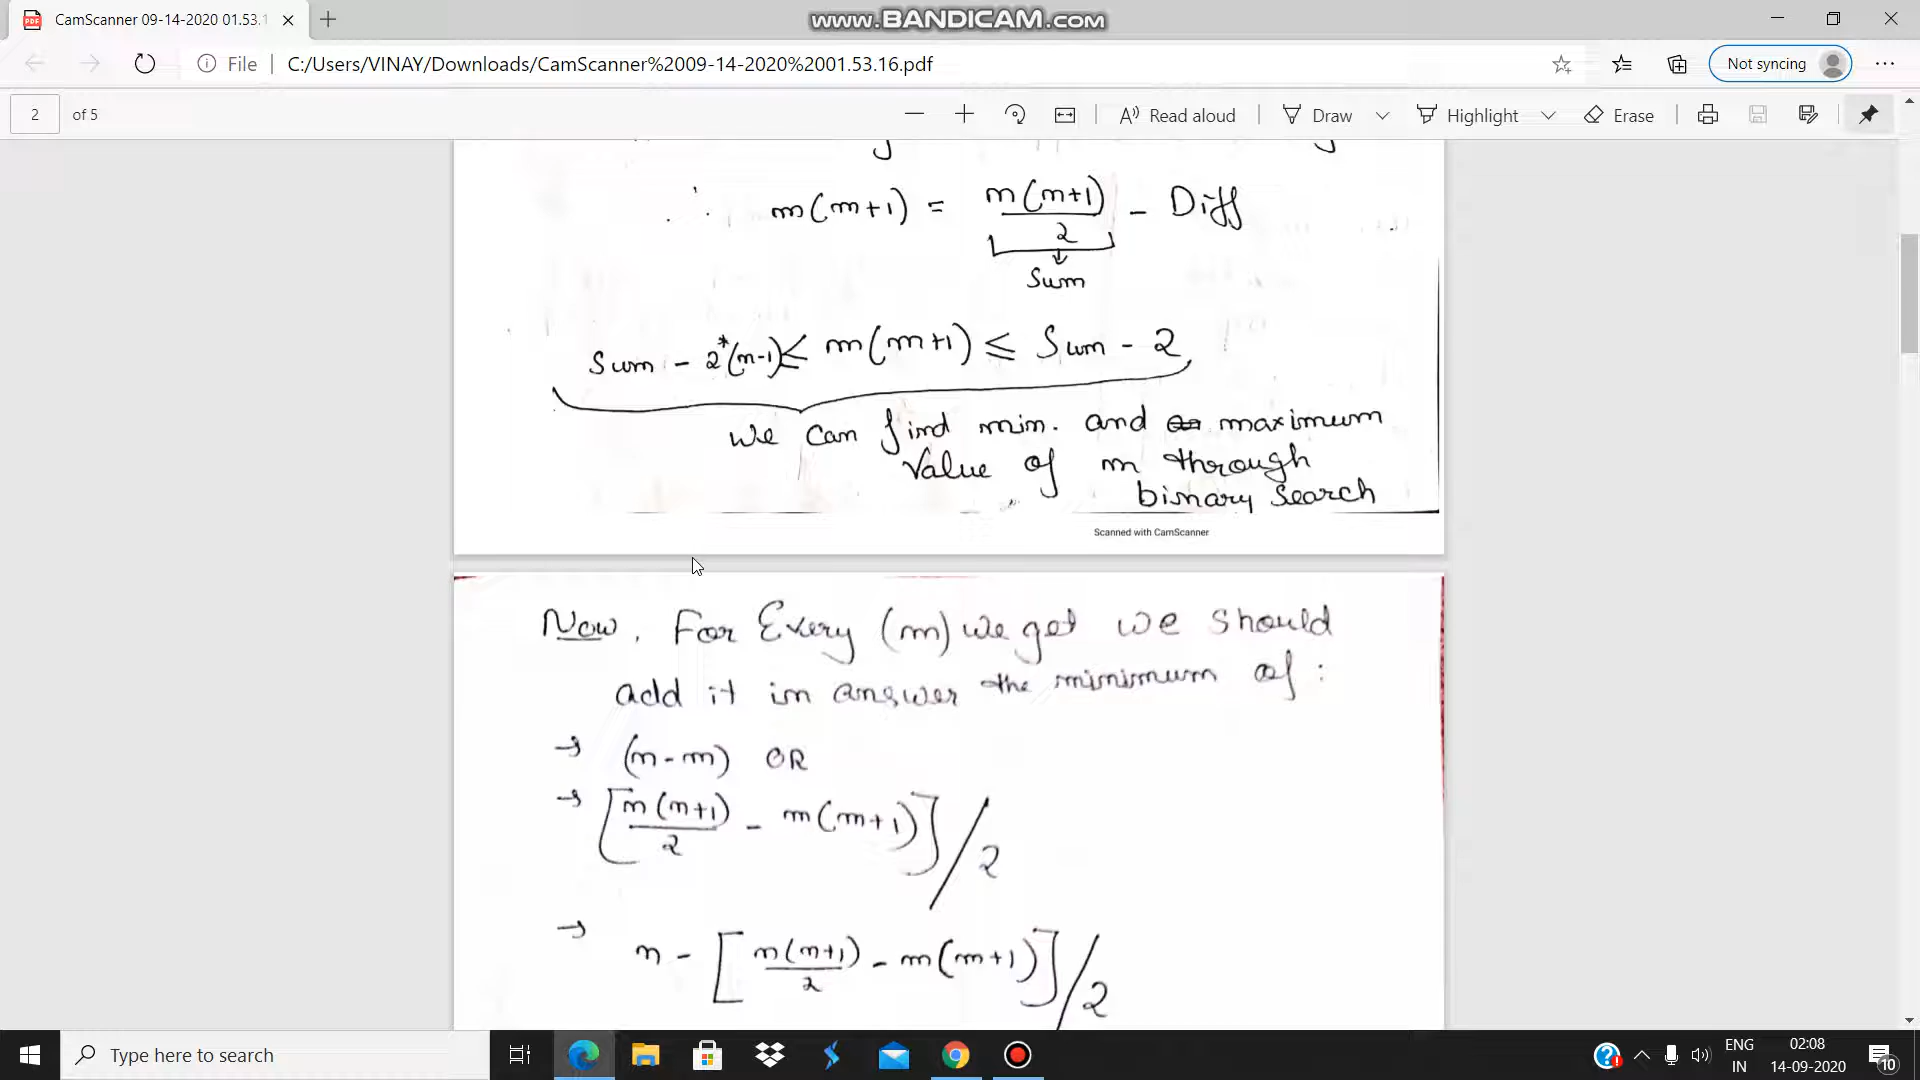 CamScanner 09-14-2020 01.53.1
www.BANDICAM.com
File
C:/Users/VINAY/Downloads/CamScanner%2009-14-2020%2001.53.16.pdf
Not syncing
2 of 5
Read aloud
Draw
Highlight
Erase
∴ m(m+1) = n(n+1)/2 - Diff
Sum
Sum - 2*(n-1) ≤ m(m+1) ≤ Sum - 2
We can find min. and maximum
Value of m through
binary search
Scanned with CamScanner
Now, For Every (m) we get we should
add it in answer the minimum of :
→ (n-m) OR
→ [n(n+1)/2 - m(m+1)]/2
→ n - [n(n+1)/2 - m(m+1)]/2
Type here to search
ENG
IN
02:08
14-09-2020
10